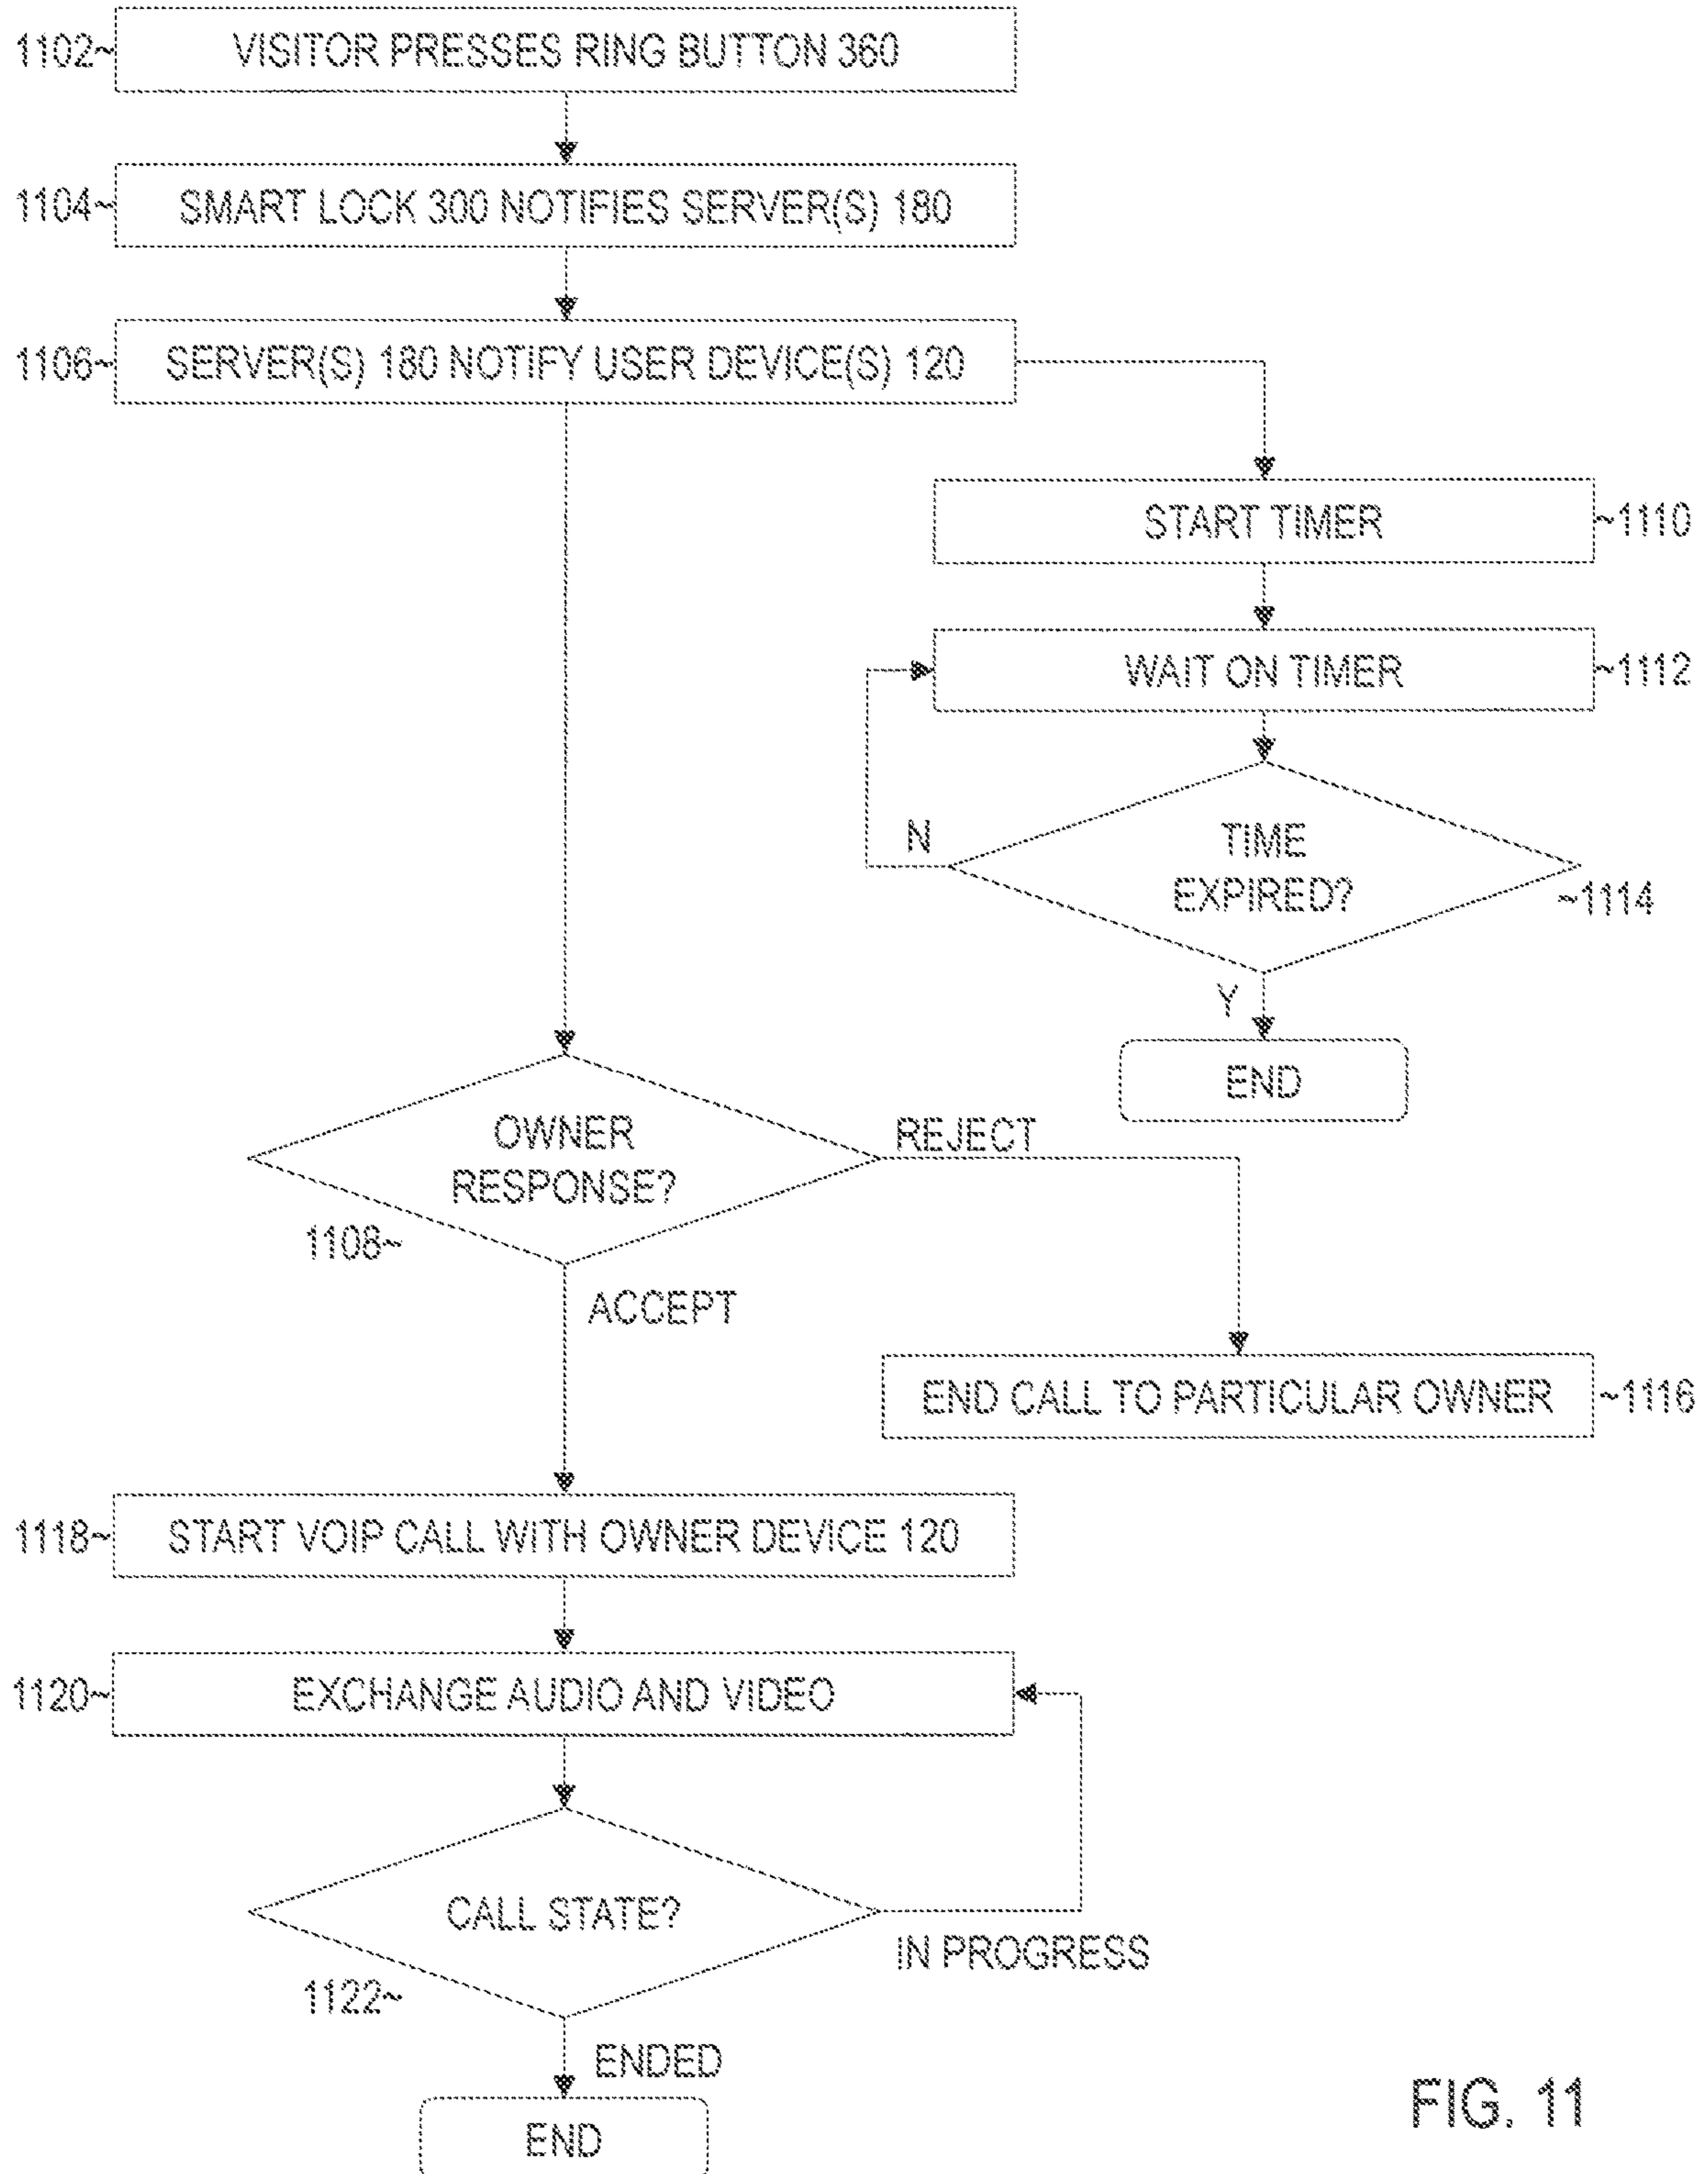 1102~ VISITOR PRESSES RING BUTTON 360
1104~ SMART LOCK 300 NOTIFIES SERVER(S) 180
1106~ SERVER(S) 180 NOTIFY USER DEVICE(S) 120
START TIMER ~1110
WAIT ON TIMER ~1112
N
TIME
EXPIRED?
~1114
Y
END
OWNER
RESPONSE?
REJECT
1108~
ACCEPT
END CALL TO PARTICULAR OWNER ~1116
1118~ START VOIP CALL WITH OWNER DEVICE 120
1120~ EXCHANGE AUDIO AND VIDEO
CALL STATE?
IN PROGRESS
1122~
ENDED
END
FIG. 11